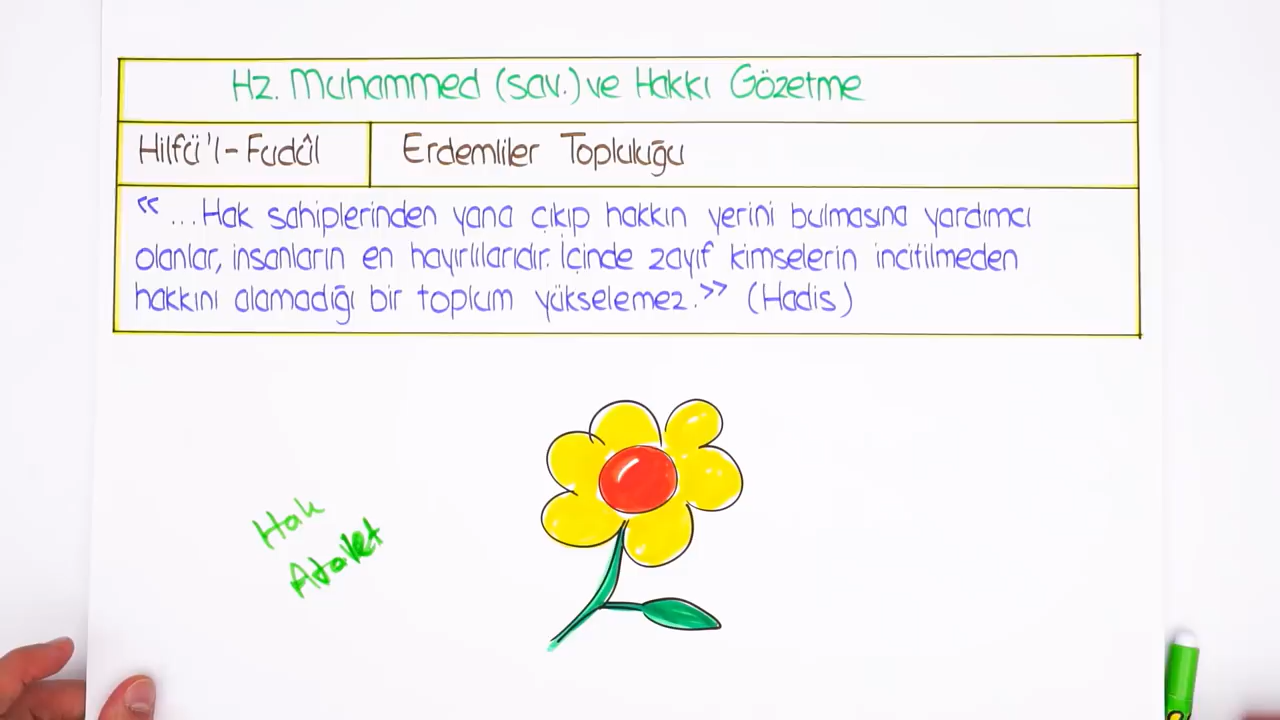 Hz. Muhammed (sav.) ve Hakkı Gözetme
Hilfü'l-Fudûl
Erdemliler Topluluğu
«...Hak sahiplerinden yana çıkıp hakkın yerini bulmasına yardımcı
olanlar, insanların en hayırlılarıdır. İçinde zayıf kimselerin incitilmeden
hakkını alamadığı bir toplum yükselemez.» (Hadis)
Hak
Adalet